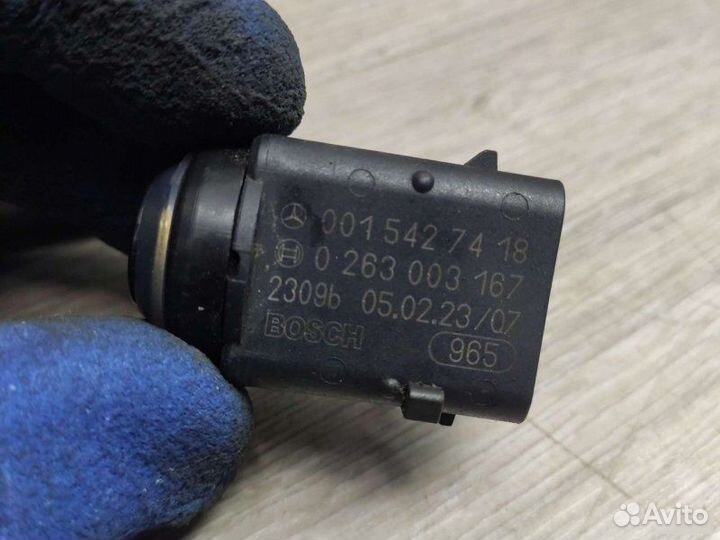 001 542 74 18
0 263 003 167
2309b 05.02.23/07
BOSCH
965
Avito